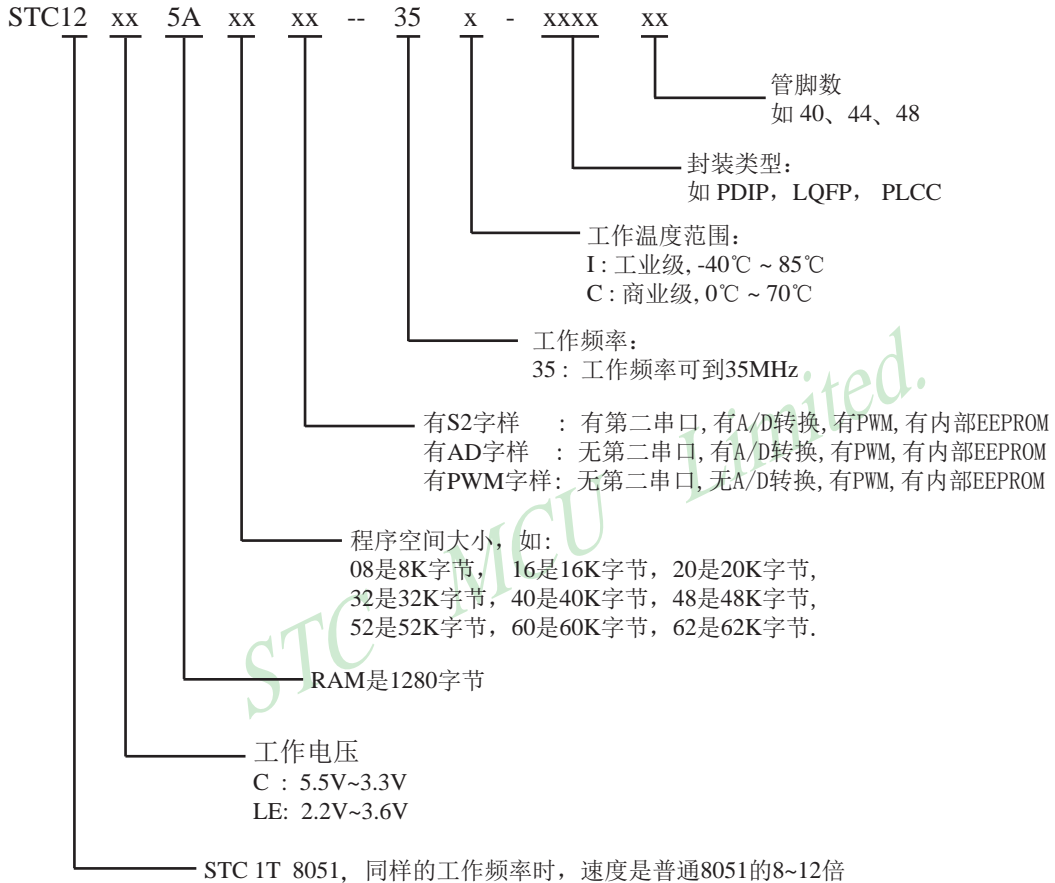 STC12 xx 5A xx xx -- 35 x - xxxx xx
管脚数
如 40、44、48
封装类型：
如 PDIP，LQFP， PLCC
工作温度范围：
I : 工业级, -40℃ ~ 85℃
C : 商业级, 0℃ ~ 70℃
工作频率：
35 : 工作频率可到35MHz
有S2字样 : 有第二串口, 有A/D转换, 有PWM, 有内部EEPROM
有AD字样 : 无第二串口, 有A/D转换, 有PWM, 有内部EEPROM
有PWM字样: 无第二串口, 无A/D转换, 有PWM, 有内部EEPROM
程序空间大小，如:
08是8K字节， 16是16K字节，20是20K字节,
32是32K字节，40是40K字节，48是48K字节,
52是52K字节，60是60K字节，62是62K字节.
RAM是1280字节
工作电压
C : 5.5V~3.3V
LE: 2.2V~3.6V
STC 1T 8051, 同样的工作频率时，速度是普通8051的8~12倍
STC MCU Limited.